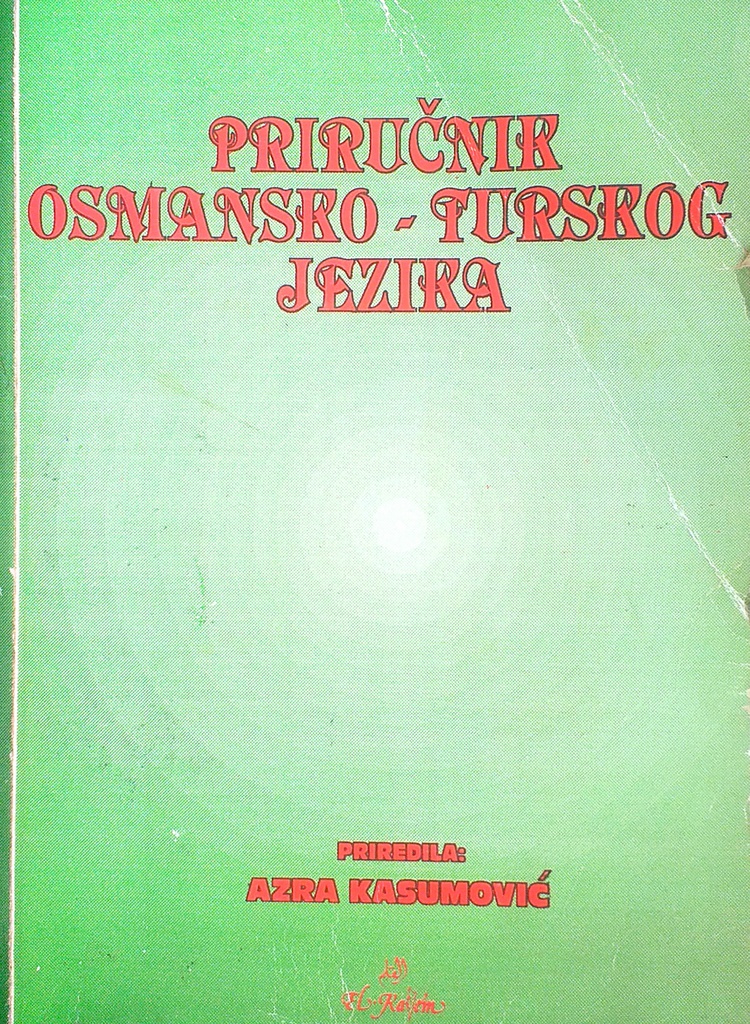 PRIRUČNIK
OSMANSKO - TURSKOG
JEZIKA
PRIREDILA:
AZRA KASUMOVIĆ
El-Kalem